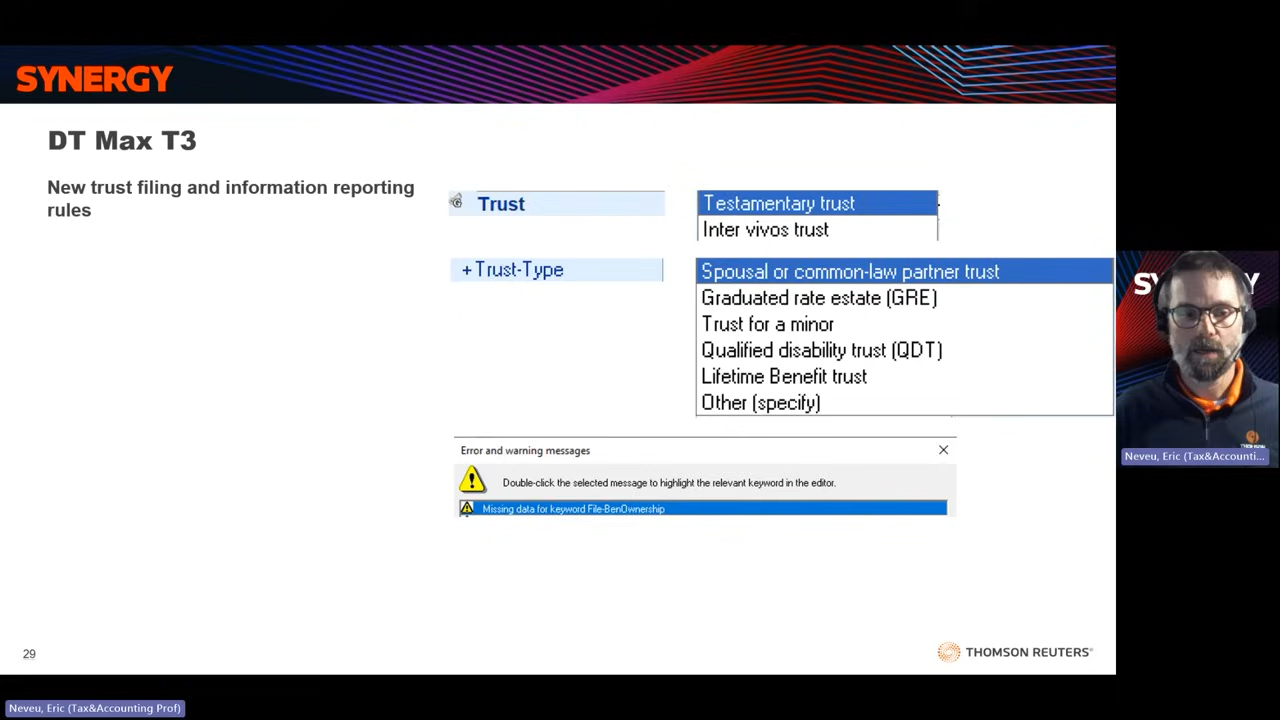 SYNERGY
DT Max T3
New trust filing and information reporting
rules
Trust
Testamentary trust
Inter vivos trust
+Trust-Type
Spousal or common-law partner trust
Graduated rate estate (GRE)
Trust for a minor
Qualified disability trust (QDT)
Lifetime Benefit trust
Other (specify)
Error and warning messages
Double-click the selected message to highlight the relevant keyword in the editor.
Missing data for keyword File-BenOwnership
29
THOMSON REUTERS
Neveu, Eric (Tax&Accounti...
Neveu, Eric (Tax&Accounting Prof)